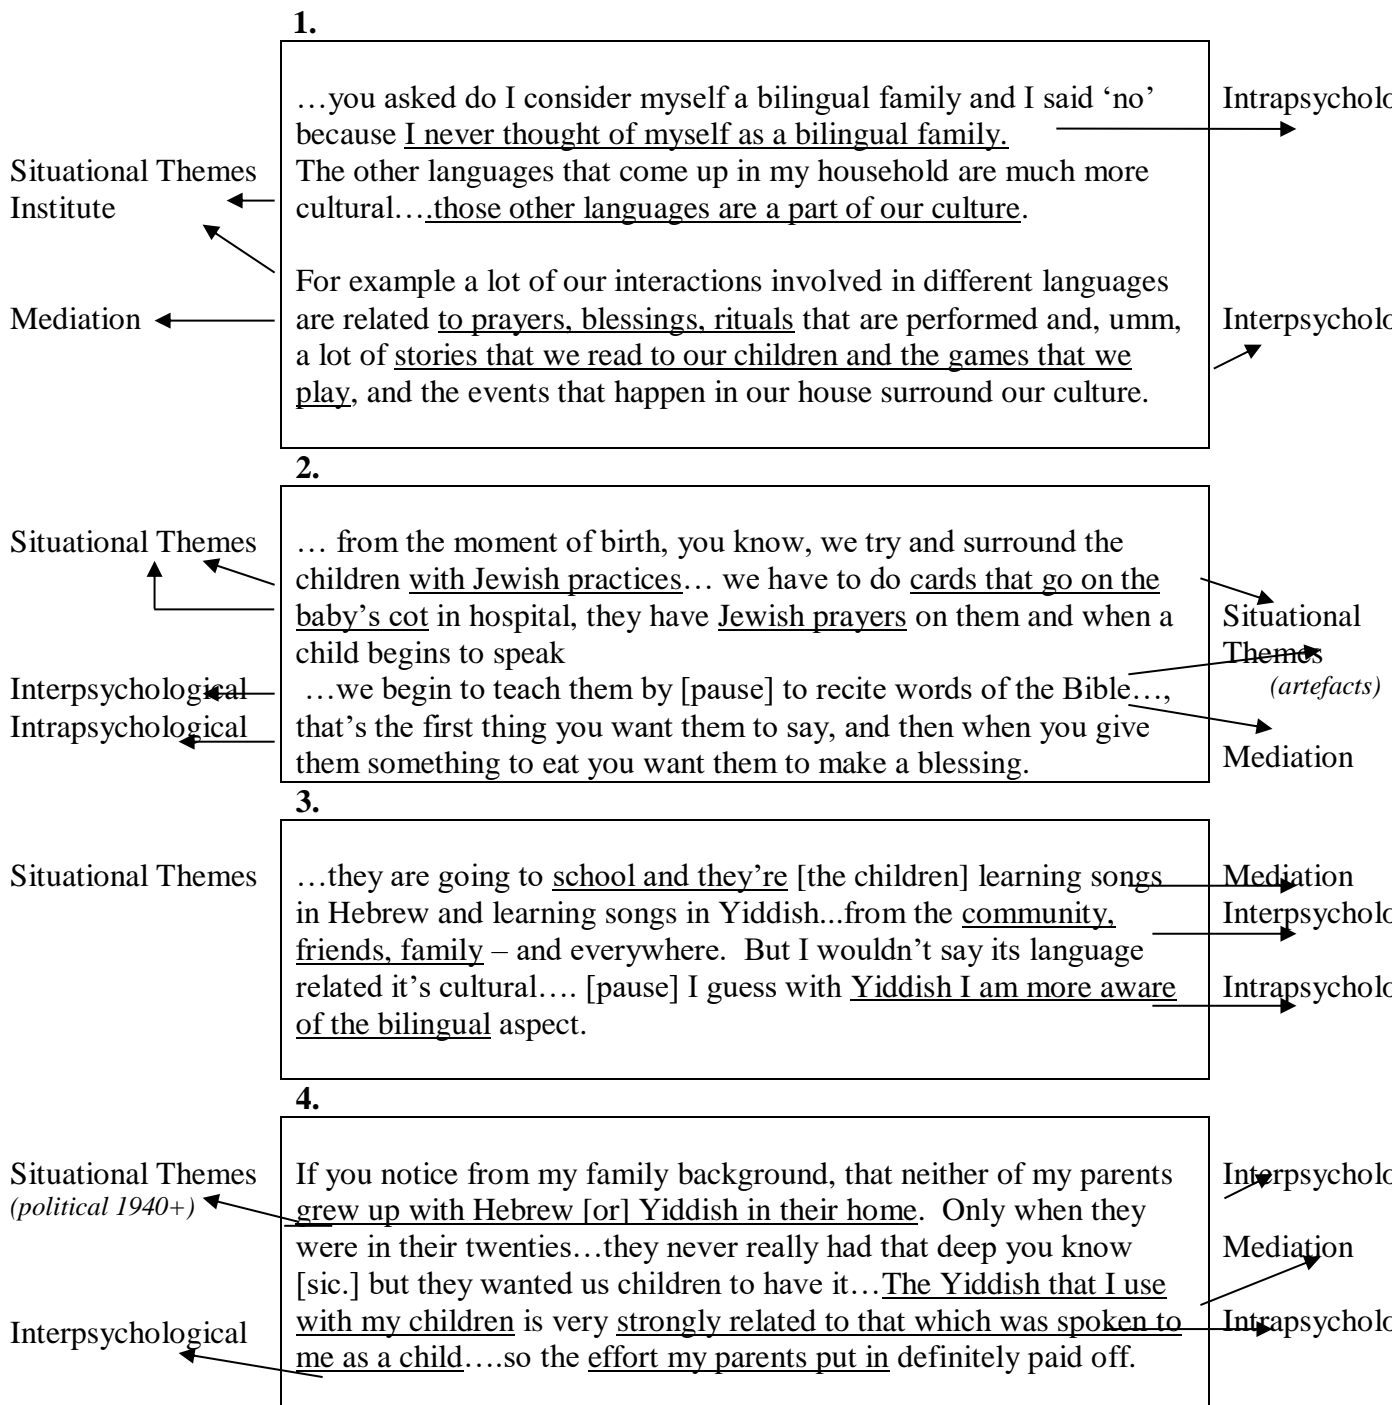 1.
…you asked do I consider myself a bilingual family and I said ‘no’
Intrapsycholo
because I never thought of myself as a bilingual family.
Situational Themes
The other languages that come up in my household are much more
Institute
cultural….those other languages are a part of our culture.
For example a lot of our interactions involved in different languages
Mediation
are related to prayers, blessings, rituals that are performed and, umm,
Interpsycholo
a lot of stories that we read to our children and the games that we
play, and the events that happen in our house surround our culture.
2.
Situational Themes
… from the moment of birth, you know, we try and surround the
children with Jewish practices… we have to do cards that go on the
baby’s cot in hospital, they have Jewish prayers on them and when a
Situational
child begins to speak
Themes
Interpsychological
…we begin to teach them by [pause] to recite words of the Bible…,
(artefacts)
Intrapsychological
that’s the first thing you want them to say, and then when you give
them something to eat you want them to make a blessing.
Mediation
3.
Situational Themes
…they are going to school and they’re [the children] learning songs
Mediation
in Hebrew and learning songs in Yiddish...from the community,
Interpsycholo
friends, family – and everywhere. But I wouldn’t say its language
related it’s cultural…. [pause] I guess with Yiddish I am more aware
Intrapsycholo
of the bilingual aspect.
4.
Situational Themes
If you notice from my family background, that neither of my parents
Interpsycholo
(political 1940+)
grew up with Hebrew [or] Yiddish in their home. Only when they
were in their twenties…they never really had that deep you know
Mediation
[sic.] but they wanted us children to have it…The Yiddish that I use
with my children is very strongly related to that which was spoken to
Intrapsycholo
Interpsychological
me as a child….so the effort my parents put in definitely paid off.